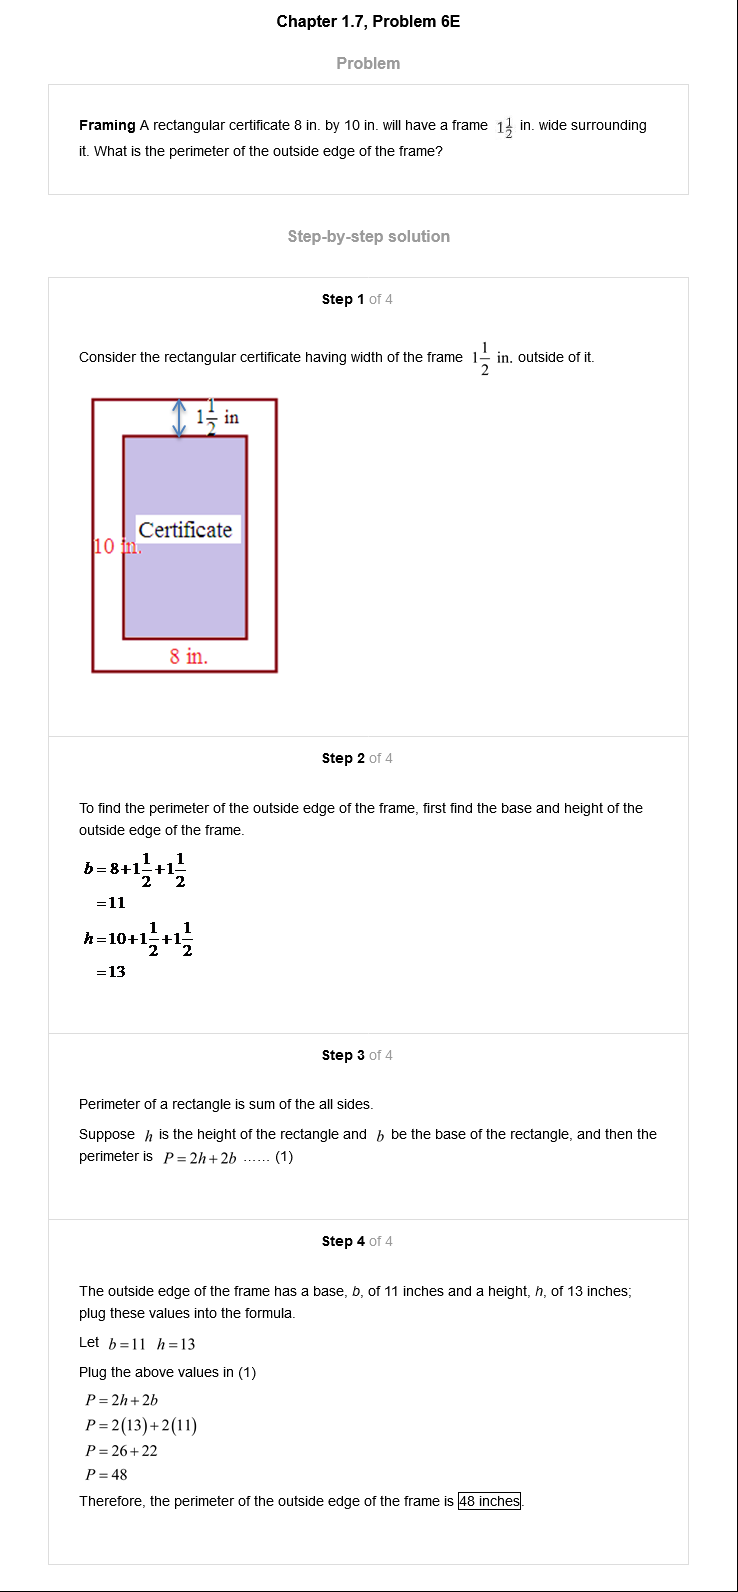 Chapter 1.7, Problem 6E
Problem
Framing A rectangular certificate 8 in. by 10 in. will have a frame 1 1/2 in. wide surrounding
it. What is the perimeter of the outside edge of the frame?
Step-by-step solution
Step 1 of 4
Consider the rectangular certificate having width of the frame 1 1/2 in. outside of it.
1 1/2 in
Certificate
10 in.
8 in.
Step 2 of 4
To find the perimeter of the outside edge of the frame, first find the base and height of the
outside edge of the frame.
b = 8+1 1/2+1 1/2
=11
h =10+1 1/2+1 1/2
=13
Step 3 of 4
Perimeter of a rectangle is sum of the all sides.
Suppose h is the height of the rectangle and b be the base of the rectangle, and then the
perimeter is P = 2h + 2b ...... (1)
Step 4 of 4
The outside edge of the frame has a base, b, of 11 inches and a height, h, of 13 inches;
plug these values into the formula.
Let b = 11 h = 13
Plug the above values in (1)
P = 2h + 2b
P = 2(13) + 2(11)
P = 26 + 22
P = 48
Therefore, the perimeter of the outside edge of the frame is 48 inches.